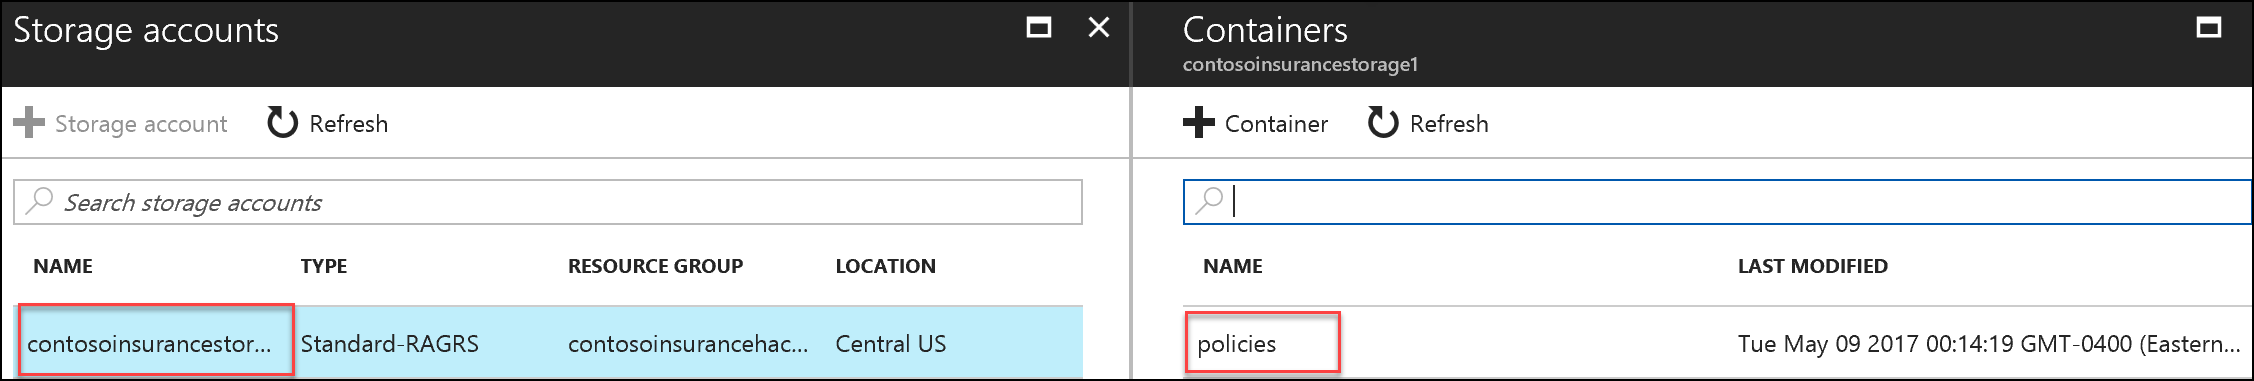 Storage accounts
Storage account
Refresh
Search storage accounts
NAME TYPE RESOURCE GROUP LOCATION
contosoinsurancestor... Standard-RAGRS contosoinsurancehac... Central US
Containers
contosoinsurancestorage1
Container
Refresh
NAME LAST MODIFIED
policies Tue May 09 2017 00:14:19 GMT-0400 (Eastern...